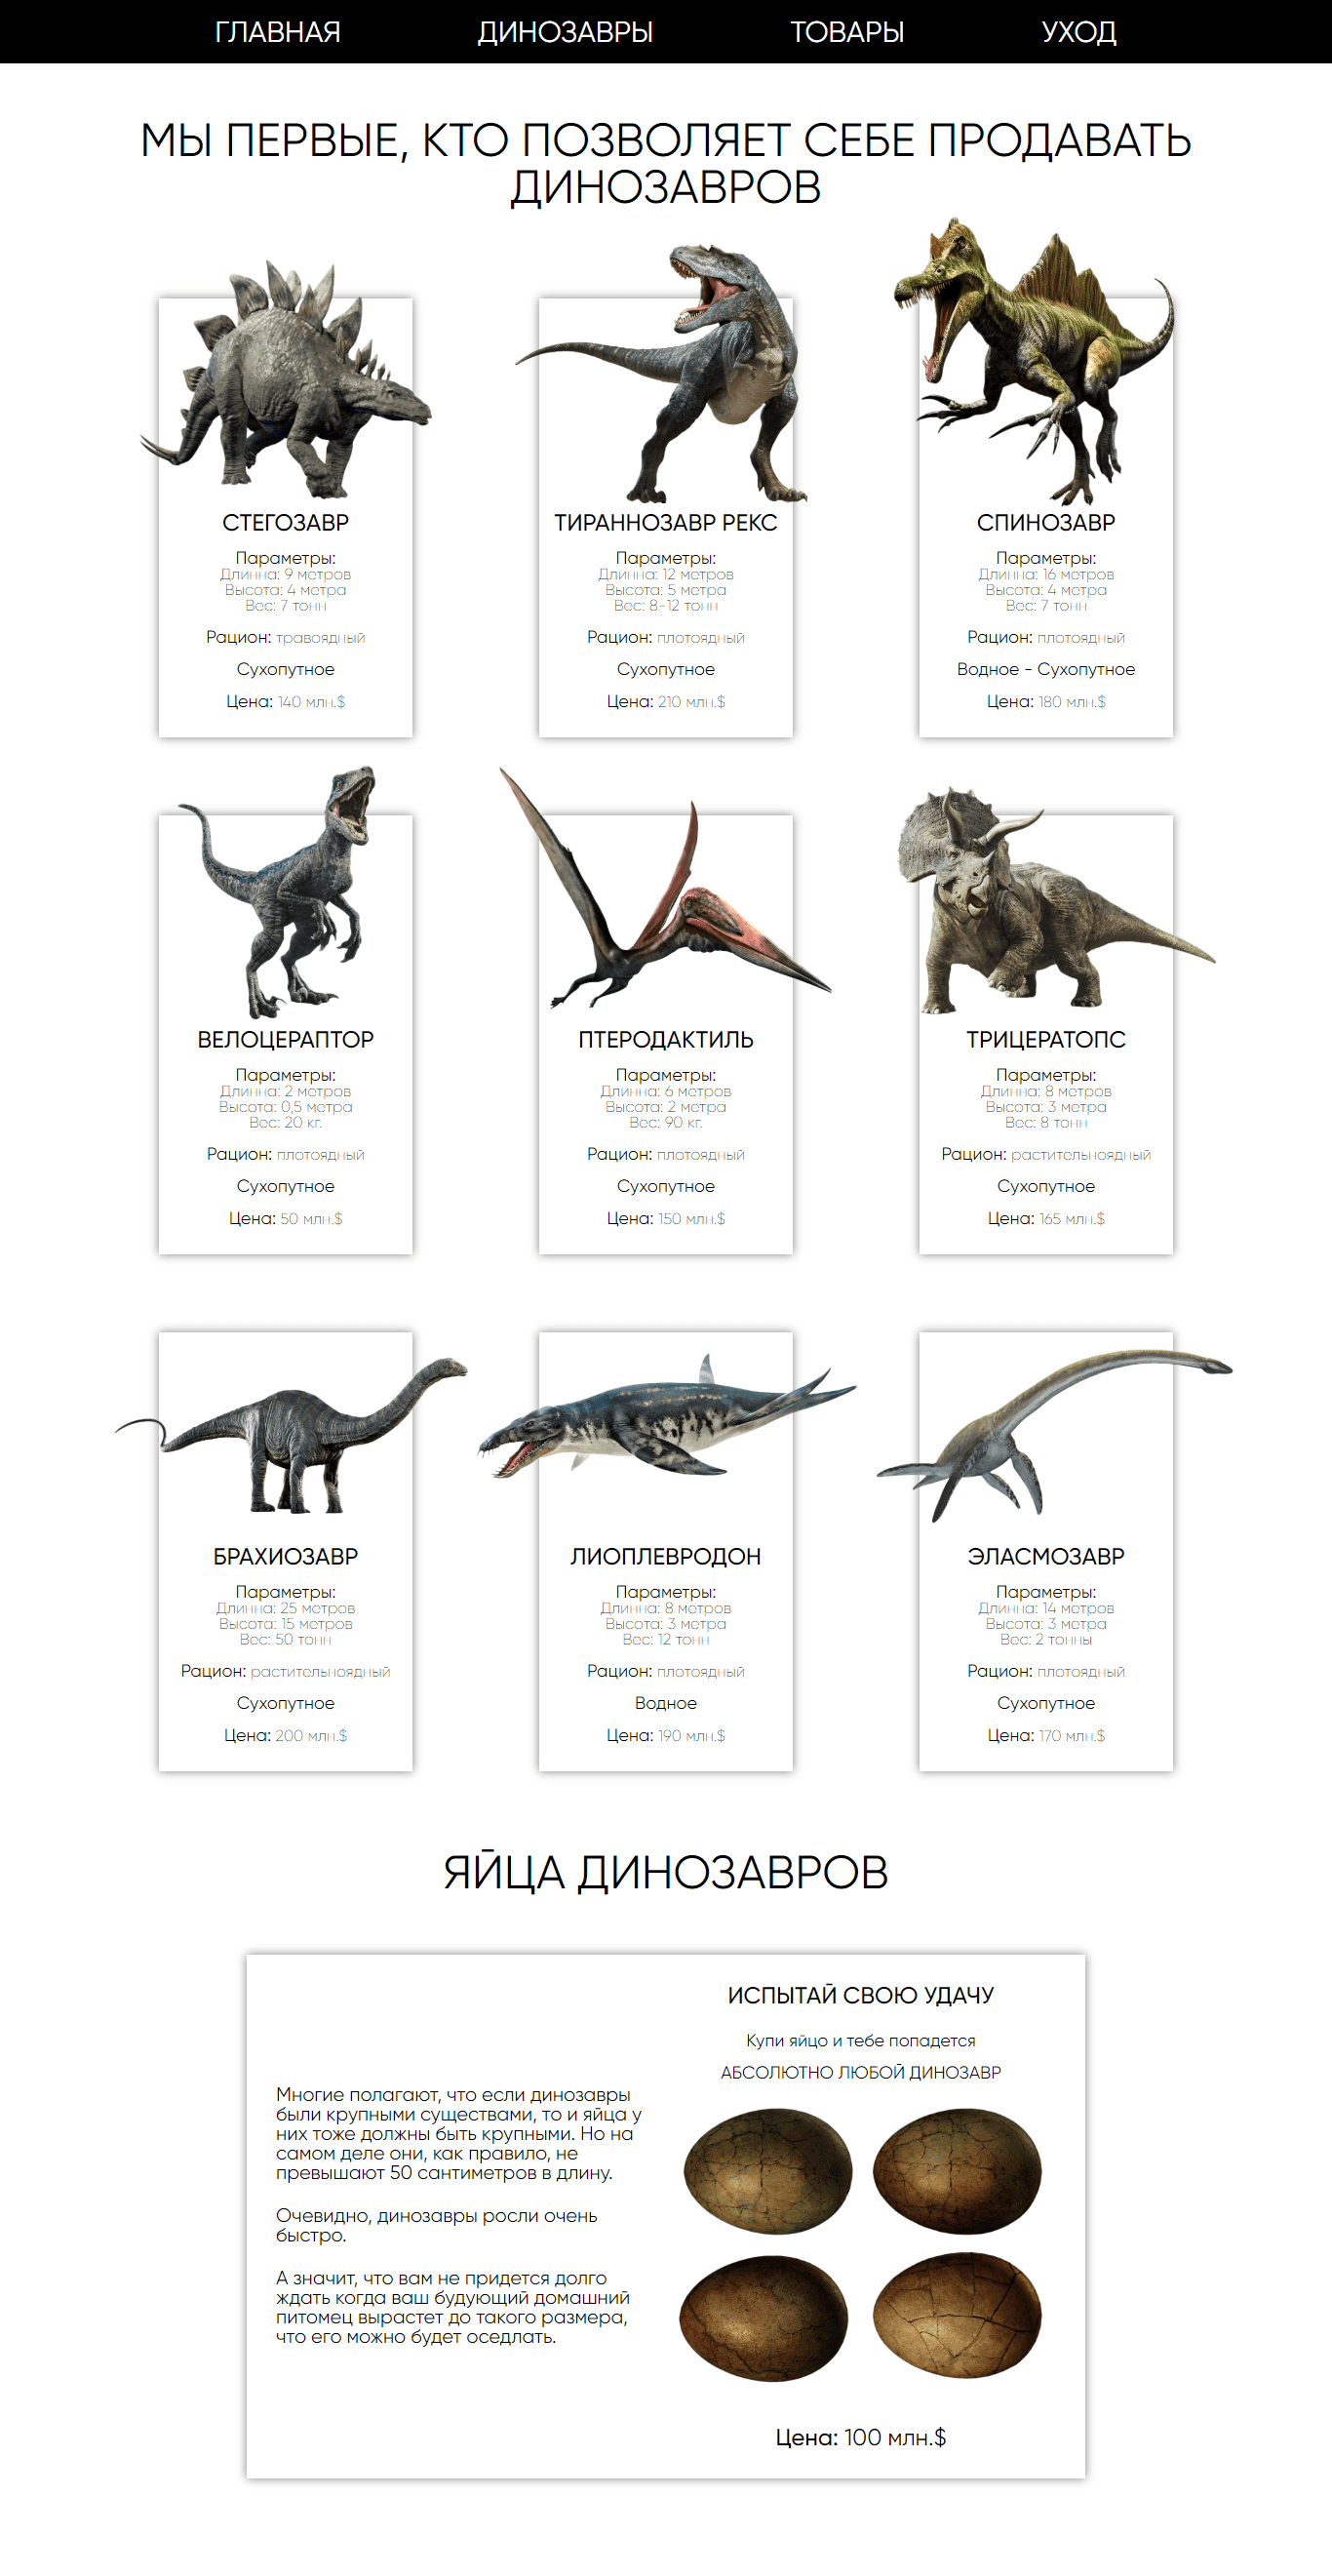 ГЛАВНАЯ ДИНОЗАВРЫ ТОВАРЫ УХОД
МЫ ПЕРВЫЕ, КТО ПОЗВОЛЯЕТ СЕБЕ ПРОДАВАТЬ
ДИНОЗАВРОВ
СТЕГОЗАВР
Параметры:
Длинна: 9 метров
Высота: 4 метра
Вес: 7 тонн
Рацион: травоядный
Сухопутное
Цена: 140 млн.$
ТИРАННОЗАВР РЕКС
Параметры:
Длинна: 12 метров
Высота: 5 метра
Вес: 8-12 тонн
Рацион: плотоядный
Сухопутное
Цена: 210 млн.$
СПИНОЗАВР
Параметры:
Длинна: 16 метров
Высота: 4 метра
Вес: 7 тонн
Рацион: плотоядный
Водное - Сухопутное
Цена: 180 млн.$
ВЕЛОЦЕРАПТОР
Параметры:
Длинна: 2 метров
Высота: 0,5 метра
Вес: 20 кг.
Рацион: плотоядный
Сухопутное
Цена: 50 млн.$
ПТЕРОДАКТИЛЬ
Параметры:
Длинна: 6 метров
Высота: 2 метра
Вес: 90 кг.
Рацион: плотоядный
Сухопутное
Цена: 150 млн.$
ТРИЦЕРАТОПС
Параметры:
Длинна: 8 метров
Высота: 3 метра
Вес: 8 тонн
Рацион: растительноядный
Сухопутное
Цена: 165 млн.$
БРАХИОЗАВР
Параметры:
Длинна: 25 метров
Высота: 15 метров
Вес: 50 тонн
Рацион: растительноядный
Сухопутное
Цена: 200 млн.$
ЛИОПЛЕВРОДОН
Параметры:
Длинна: 8 метров
Высота: 3 метра
Вес: 12 тонн
Рацион: плотоядный
Водное
Цена: 190 млн.$
ЭЛАСМОЗАВР
Параметры:
Длинна: 14 метров
Высота: 3 метра
Вес: 2 тонны
Рацион: плотоядный
Сухопутное
Цена: 170 млн.$
ЯЙЦА ДИНОЗАВРОВ
Многие полагают, что если динозавры
были крупными существами, то и яйца у
них тоже должны быть крупными. Но на
самом деле они, как правило, не
превышают 50 сантиметров в длину.
Очевидно, динозавры росли очень
быстро.
А значит, что вам не придется долго
ждать когда ваш будующий домашний
питомец вырастет до такого размера,
что его можно будет оседлать.
ИСПЫТАЙ СВОЮ УДАЧУ
Купи яйцо и тебе попадется
АБСОЛЮТНО ЛЮБОЙ ДИНОЗАВР
Цена: 100 млн.$